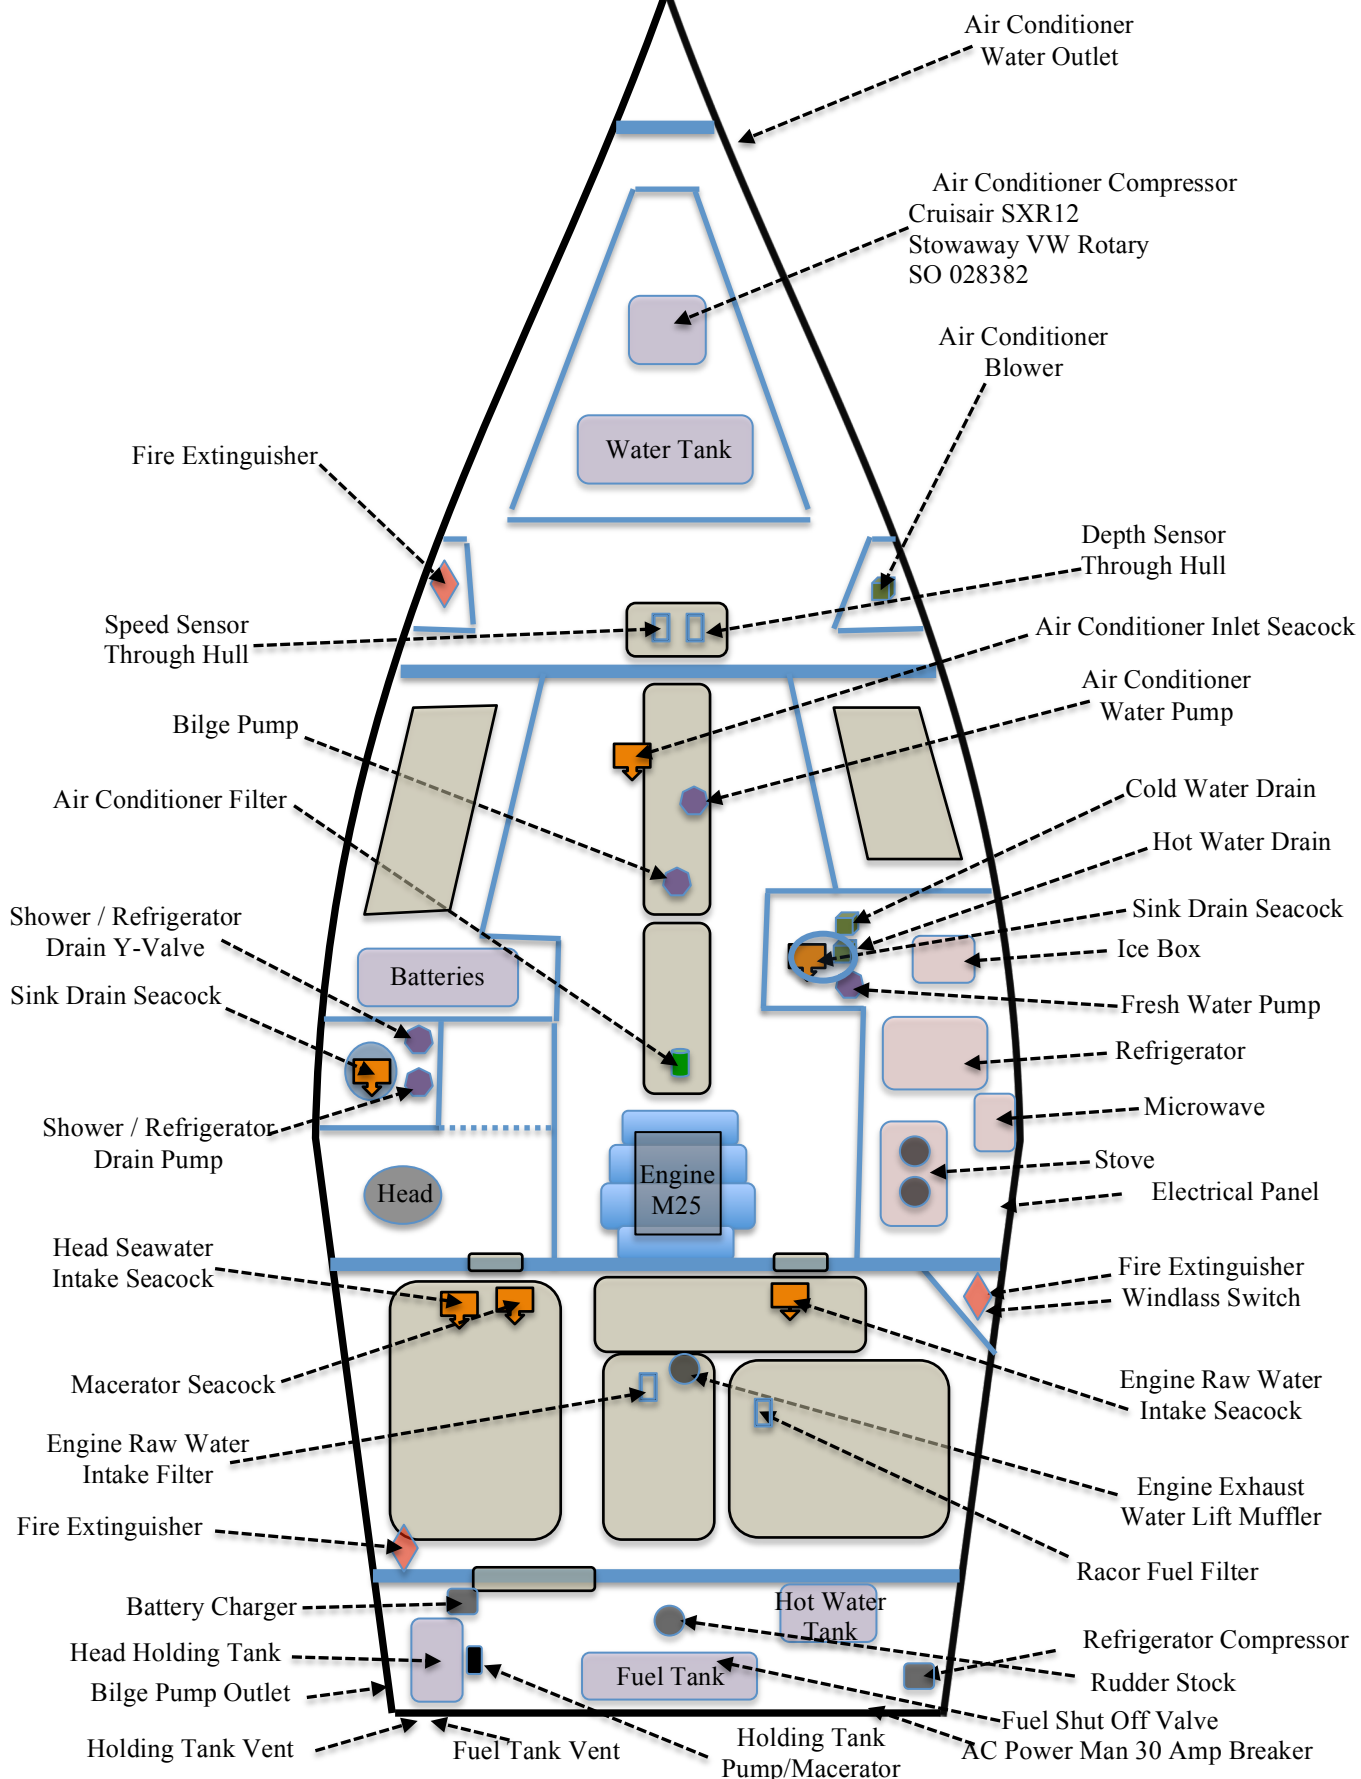 Air Conditioner
Water Outlet
Air Conditioner Compressor
Cruisair SXR12
Stowaway VW Rotary
SO 028382
Air Conditioner
Blower
Water Tank
Fire Extinguisher
Depth Sensor
Through Hull
Speed Sensor
Through Hull
Air Conditioner Inlet Seacock
Air Conditioner
Water Pump
Bilge Pump
Air Conditioner Filter
Cold Water Drain
Hot Water Drain
Shower / Refrigerator
Drain Y-Valve
Sink Drain Seacock
Ice Box
Batteries
Sink Drain Seacock
Fresh Water Pump
Refrigerator
Microwave
Shower / Refrigerator
Drain Pump
Stove
Engine
M25
Head
Electrical Panel
Head Seawater
Intake Seacock
Fire Extinguisher
Windlass Switch
Macerator Seacock
Engine Raw Water
Intake Seacock
Engine Raw Water
Intake Filter
Engine Exhaust
Water Lift Muffler
Fire Extinguisher
Racor Fuel Filter
Battery Charger
Hot Water
Tank
Head Holding Tank
Refrigerator Compressor
Fuel Tank
Rudder Stock
Bilge Pump Outlet
Fuel Shut Off Valve
Holding Tank Vent
Fuel Tank Vent
Holding Tank
Pump/Macerator
AC Power Man 30 Amp Breaker